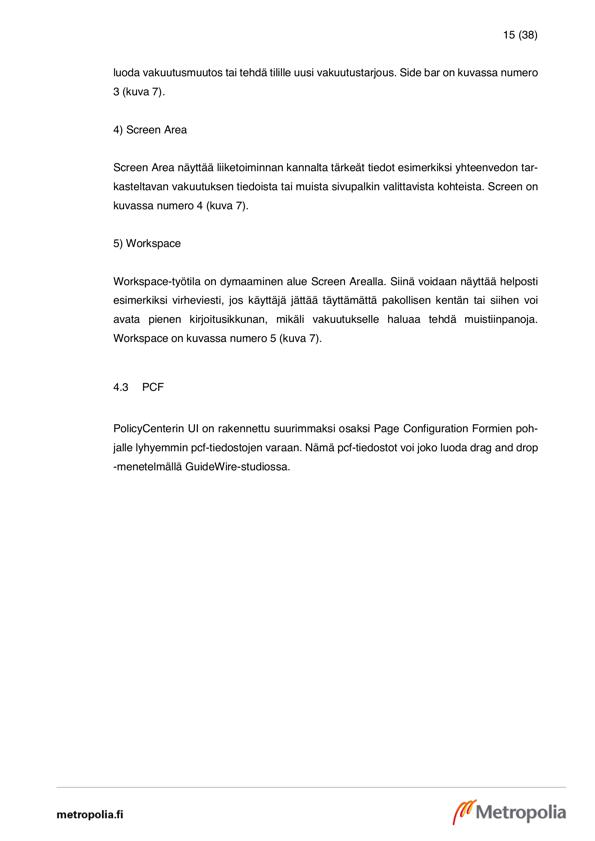 15 (38)
luoda vakuutusmuutos tai tehdä tilille uusi vakuutustarjous. Side bar on kuvassa numero
3 (kuva 7).
4) Screen Area
Screen Area näyttää liiketoiminnan kannalta tärkeät tiedot esimerkiksi yhteenvedon tar-
kasteltavan vakuutuksen tiedoista tai muista sivupalkin valittavista kohteista. Screen on
kuvassa numero 4 (kuva 7).
5) Workspace
Workspace-työtila on dymaaminen alue Screen Arealla. Siinä voidaan näyttää helposti
esimerkiksi virheviesti, jos käyttäjä jättää täyttämättä pakollisen kentän tai siihen voi
avata pienen kirjoitusikkunan, mikäli vakuutukselle haluaa tehdä muistiinpanoja.
Workspace on kuvassa numero 5 (kuva 7).
4.3 PCF
PolicyCenterin UI on rakennettu suurimmaksi osaksi Page Configuration Formien poh-
jalle lyhyemmin pcf-tiedostojen varaan. Nämä pcf-tiedostot voi joko luoda drag and drop
-menetelmällä GuideWire-studiossa.
metropolia.fi
Metropolia